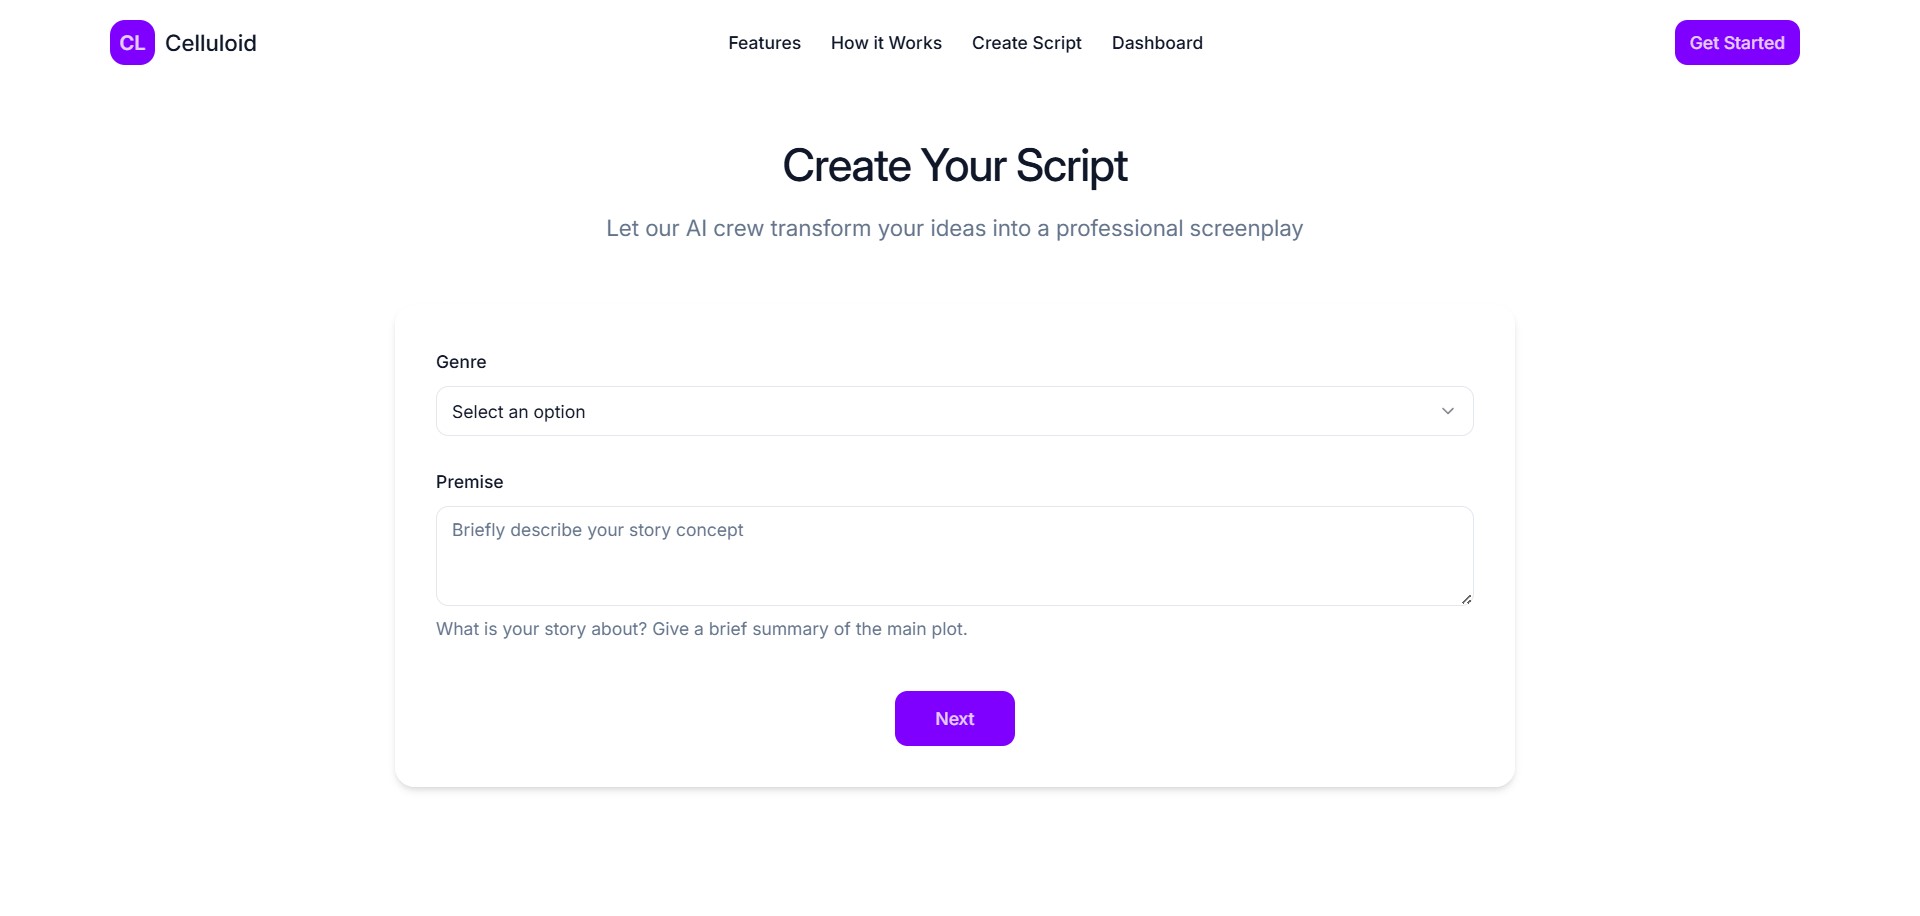 CL Celluloid Features How it Works Create Script Dashboard Get Started
Create Your Script
Let our AI crew transform your ideas into a professional screenplay
Genre
Select an option
Premise
Briefly describe your story concept
What is your story about? Give a brief summary of the main plot.
Next